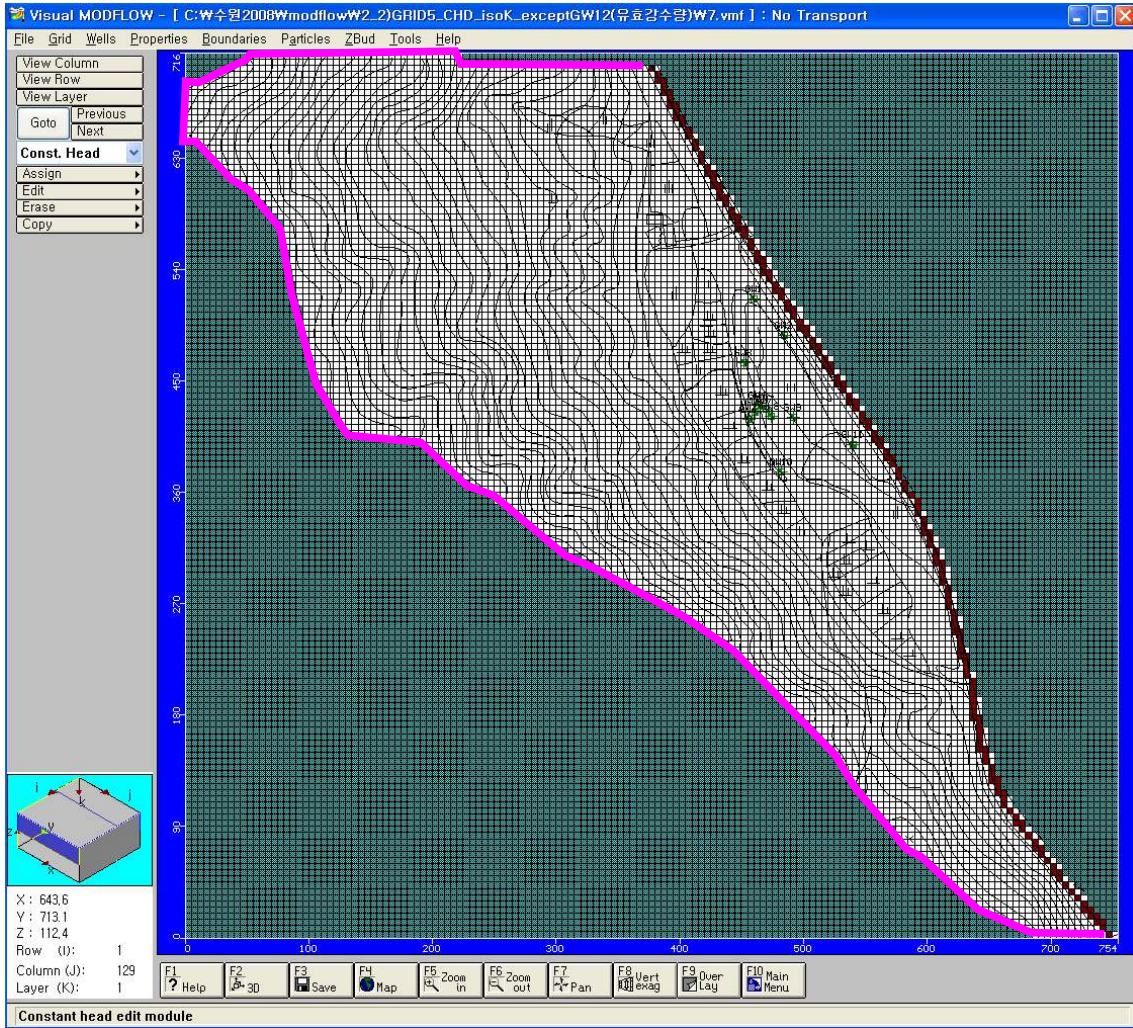 Visual MODFLOW - [ C:₩수원2008₩modflow₩2_2)GRID5_CHD_isoK_exceptGW12(유효강수량)₩7.vmf ] : No Transport
File Grid Wells Properties Boundaries Particles ZBud Tools Help
View Column
View Row
View Layer
Goto Previous
Next
Const. Head
Assign
Edit
Erase
Copy
716
630
540
450
360
270
180
90
0
0 100 200 300 400 500 600 700 754
i j
k
z y
x
X : 643,6
Y : 713,1
Z : 112,4
Row (I): 1
Column (J): 129
Layer (K): 1
F1 ? Help
F2 3D
F3 Save
F4 Map
F5 Zoom in
F6 Zoom out
F7 Pan
F8 Vert exag
F9 Over Lay
F10 Main Menu
Constant head edit module